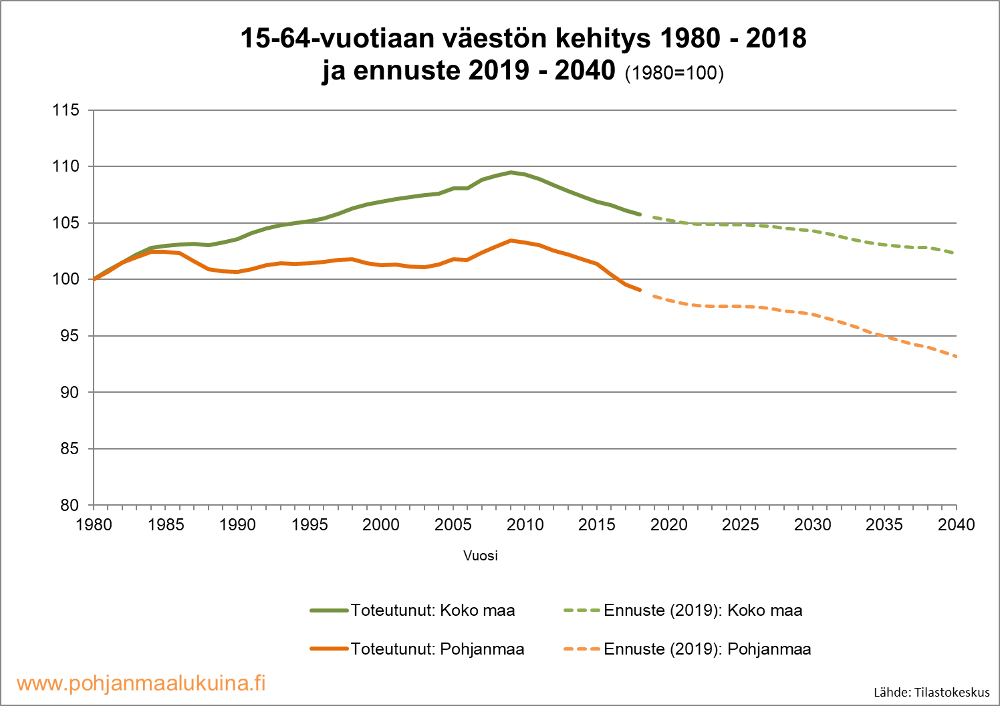 15-64-vuotiaan väestön kehitys 1980 - 2018
ja ennuste 2019 - 2040 (1980=100)
115
110
105
100
95
90
85
80
1980 1985 1990 1995 2000 2005 2010 2015 2020 2025 2030 2035 2040
Vuosi
Toteutunut: Koko maa Ennuste (2019): Koko maa
Toteutunut: Pohjanmaa Ennuste (2019): Pohjanmaa
www.pohjanmaalukuina.fi
Lähde: Tilastokeskus